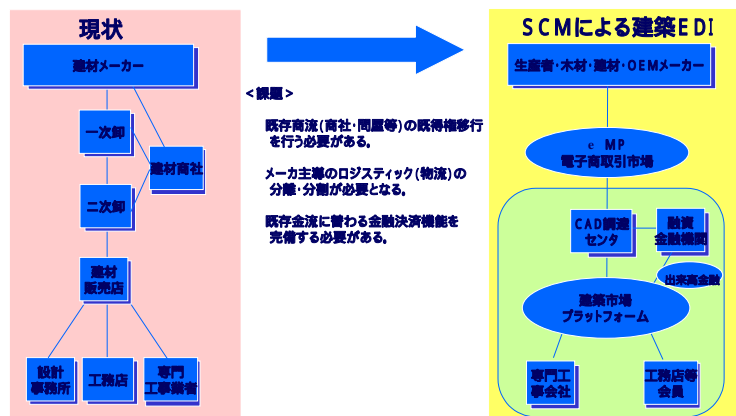 現状
建材メーカー
一次卸
建材商社
二次卸
建材
販売店
設計
事務所
工務店
専門
工事業者
＜課題＞
既存商流(商社・問屋等)の既得権移行
を行う必要がある。
メーカ主導のロジスティック(物流)の
分離・分割が必要となる。
既存金流に替わる金融決済機能を
完備する必要がある。
SCMによる建築EDI
生産者・木材・建材・OEMメーカー
e MP
電子商取引市場
CAD調達
センタ
融資
金融機関
出来高金融
建築市場
プラットフォーム
専門工
事会社
工務店等
会員